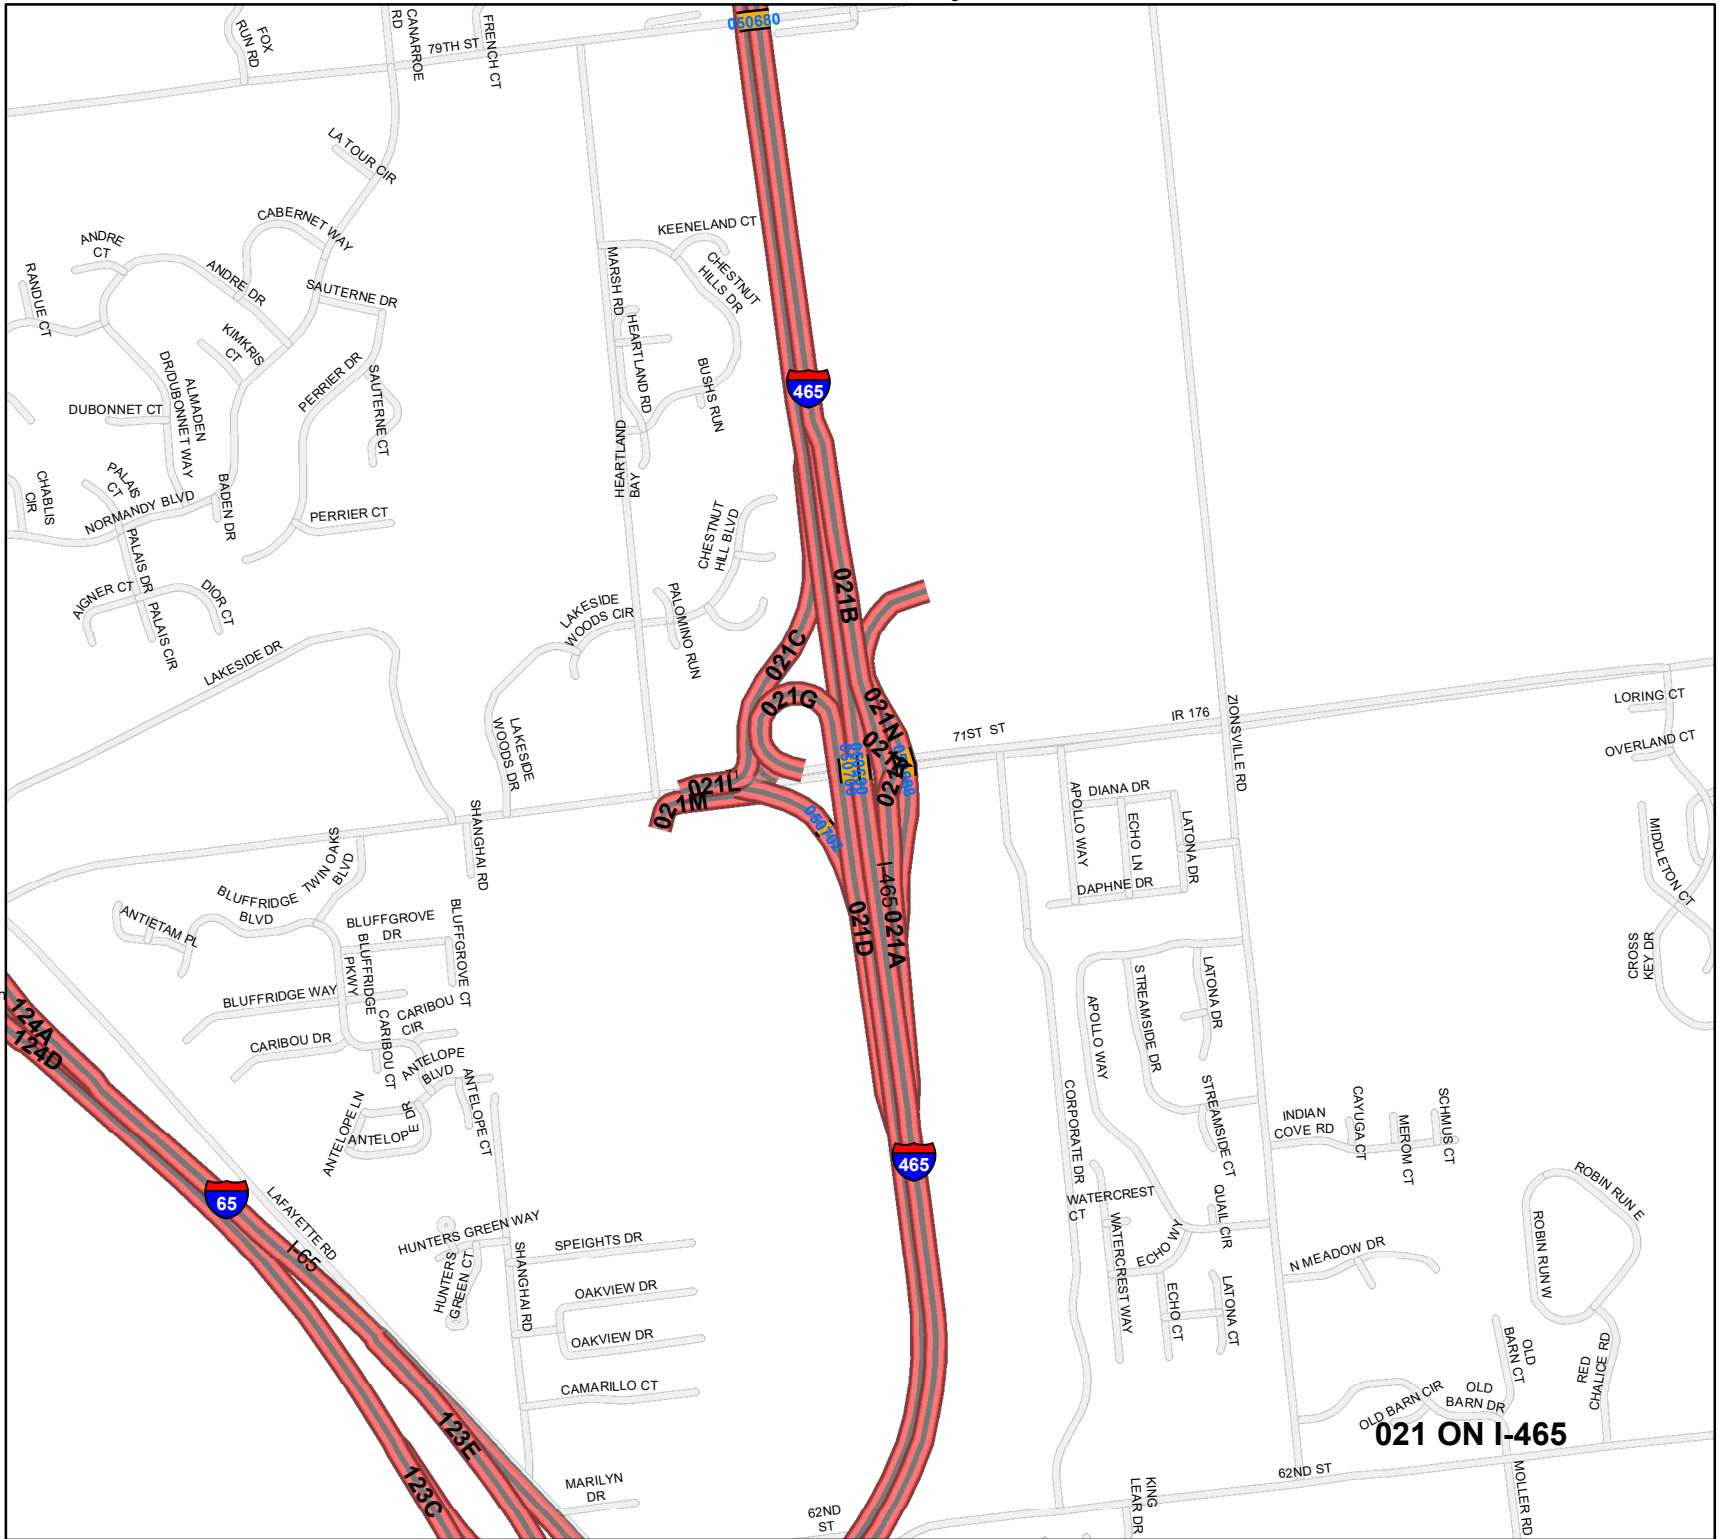 050680
FOX
RUN RD
CANARROE
RD
79TH ST
FRENCH CT
LA TOUR CIR
CABERNET WAY
ANDRE
CT
ANDRE DR
RANDUE CT
SAUTERNE DR
KIMKRIS
CT
KEENELAND CT
CHESTNUT
HILLS DR
MARSH RD
HEARTLAND RD
BUSHS RUN
465
PERRIER DR
SAUTERNE CT
ALMADEN
DR/DUBONNET WAY
DUBONNET CT
HEARTLAND
BAY
CHABLIS
CIR
PALAIS
CT
NORMANDY BLVD
BADEN DR
PERRIER CT
CHESTNUT
HILL BLVD
PALAIS DR
AIGNER CT
DIOR CT
PALAIS CIR
LAKESIDE
WOODS CIR
PALOMINO RUN
021B
LAKESIDE DR
021C
021G
021N
LAKESIDE
WOODS DR
71ST ST
IR 176
ZIONSVILLE RD
LORING CT
OVERLAND CT
021L
021M
050702
SHANGHAI RD
APOLLO WAY
DIANA DR
ECHO LN
LATONA DR
DAPHNE DR
MIDDLETON CT
TWIN OAKS
BLVD
BLUFFRIDGE
BLVD
ANTIETAM PL
BLUFFGROVE
DR
BLUFFGROVE CT
BLUFFRIDGE
PKWY
BLUFFRIDGE WAY
CARIBOU
CIR
CARIBOU DR
CARIBOU CT
I-465
021D
021A
CROSS
KEY DR
LATONA DR
STREAMSIDE DR
APOLLO WAY
124A
124D
ANTELOPE
BLVD
ANTELOPE CT
ANTELOPE LN
ANTELOPE DR
CORPORATE DR
STREAMSIDE CT
INDIAN
COVE RD
CAYUGA CT
MEROM CT
SCHMUS CT
465
65
LAFAYETTE RD
I-65
HUNTERS GREEN WAY
HUNTERS
GREEN CT
SHANGHAI RD
SPEIGHTS DR
OAKVIEW DR
OAKVIEW DR
CAMARILLO CT
WATERCREST
CT
WATERCREST WAY
QUAIL CIR
ECHO WY
ECHO CT
LATONA CT
N MEADOW DR
ROBIN RUN E
ROBIN RUN W
OLD
BARN CT
RED
CHALICE RD
OLD BARN CIR
OLD
BARN DR
021 ON I-465
123E
123C
MARILYN
DR
62ND
ST
KING
LEAR DR
62ND ST
MOLLER RD